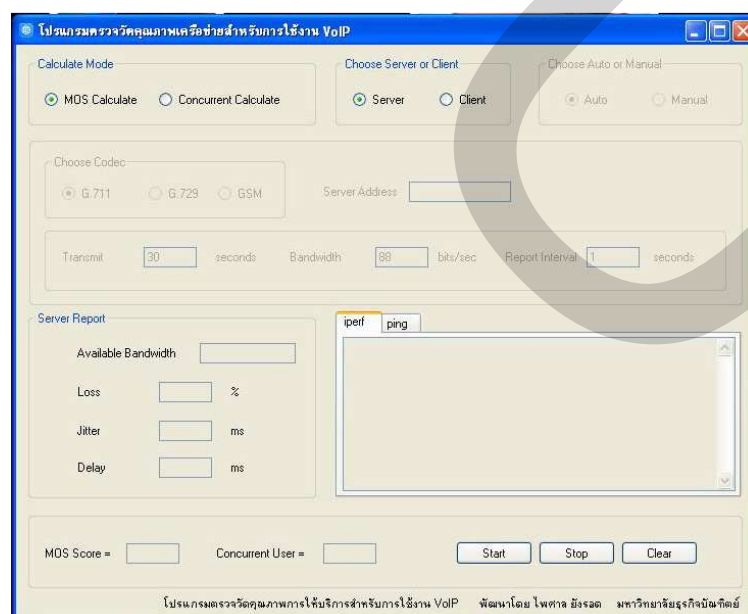 โปรแกรมตรวจวัดคุณภาพเครือข่ายสำหรับการใช้งาน VoIP
Calculate Mode
MOS Calculate Concurrent Calculate
Choose Server or Client
Server Client
Choose Auto or Manual
Auto Manual
Choose Codec
G.711 G.729 GSM
Server Address
Transmit 30 seconds Bandwidth 88 bits/sec Report Interval 1 seconds
Server Report
Available Bandwidth
Loss %
Jitter ms
Delay ms
iperf ping
MOS Score = Concurrent User = Start Stop Clear
โปรแกรมตรวจวัดคุณภาพการให้บริการสำหรับการใช้งาน VoIP พัฒนาโดย ไพศาล ยังรอด มหาวิทยาลัยธุรกิจบัณฑิตย์